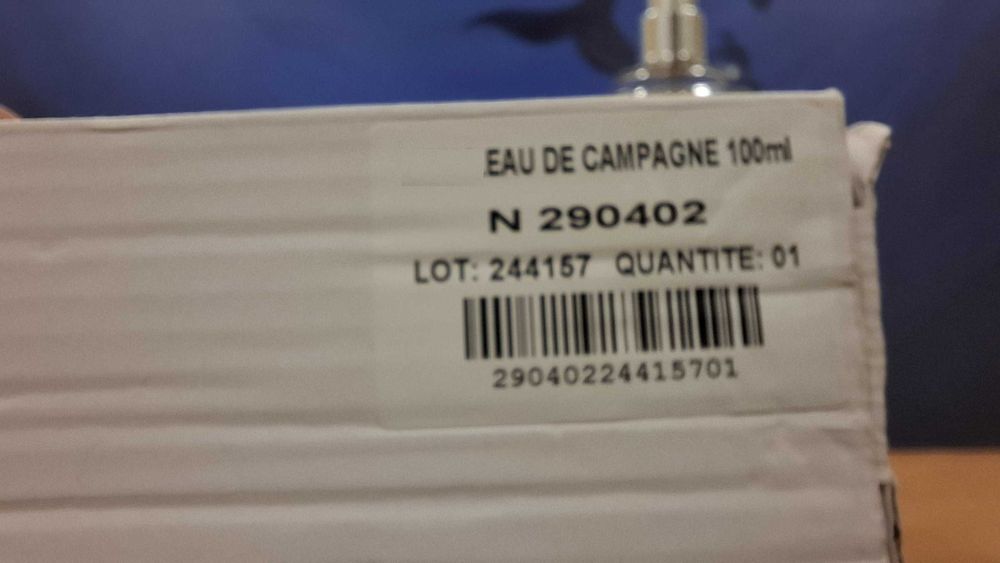 EAU DE CAMPAGNE 100ml
N 290402
LOT: 244157 QUANTITE: 01
29040224415701